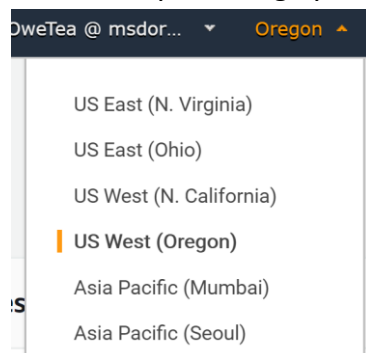 OweTea @ msdor... Oregon
US East (N. Virginia)
US East (Ohio)
US West (N. California)
US West (Oregon)
Asia Pacific (Mumbai)
Asia Pacific (Seoul)